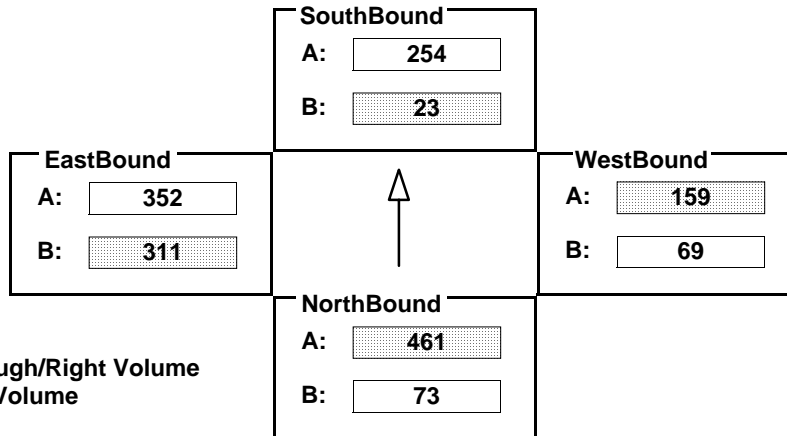 SouthBound
A: 254
B: 23
EastBound
A: 352
B: 311
WestBound
A: 159
B: 69
NorthBound
A: 461
B: 73
ugh/Right Volume
Volume